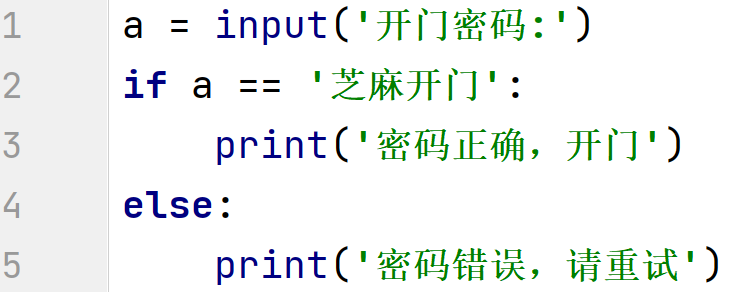 1 a = input('开门密码:')
2 if a == '芝麻开门':
3     print('密码正确，开门')
4 else:
5     print('密码错误，请重试')